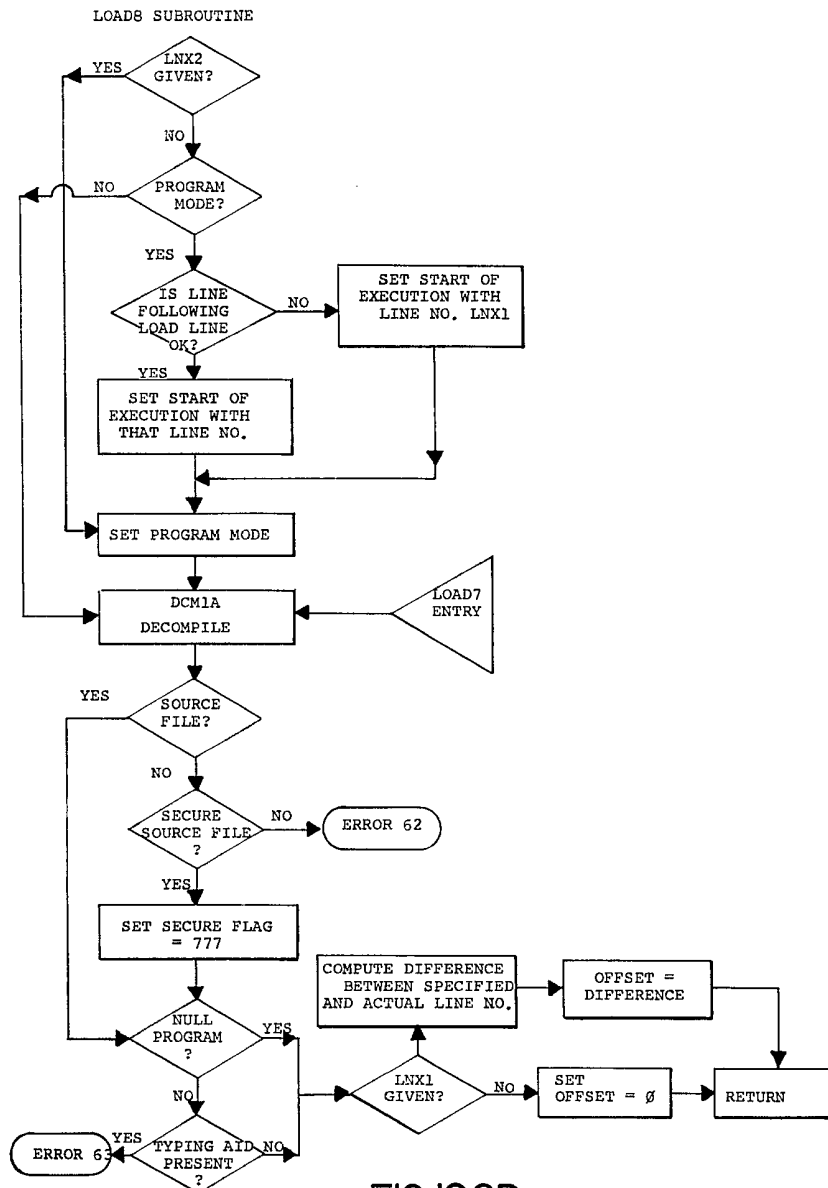 LOAD8 SUBROUTINE
LNX2
GIVEN?
YES
NO
PROGRAM
MODE?
NO
YES
IS LINE
FOLLOWING
LOAD LINE
OK?
NO
SET START OF
EXECUTION WITH
LINE NO. LNX1
YES
SET START OF
EXECUTION WITH
THAT LINE NO.
SET PROGRAM MODE
DCM1A
DECOMPILE
LOAD7
ENTRY
YES
SOURCE
FILE?
NO
SECURE
SOURCE FILE
?
NO
ERROR 62
YES
SET SECURE FLAG
= 777
NULL
PROGRAM
?
YES
NO
TYPING AID
PRESENT
?
YES
ERROR 63
NO
COMPUTE DIFFERENCE
BETWEEN SPECIFIED
AND ACTUAL LINE NO.
OFFSET =
DIFFERENCE
LNX1
GIVEN?
NO
SET
OFFSET = Ø
RETURN